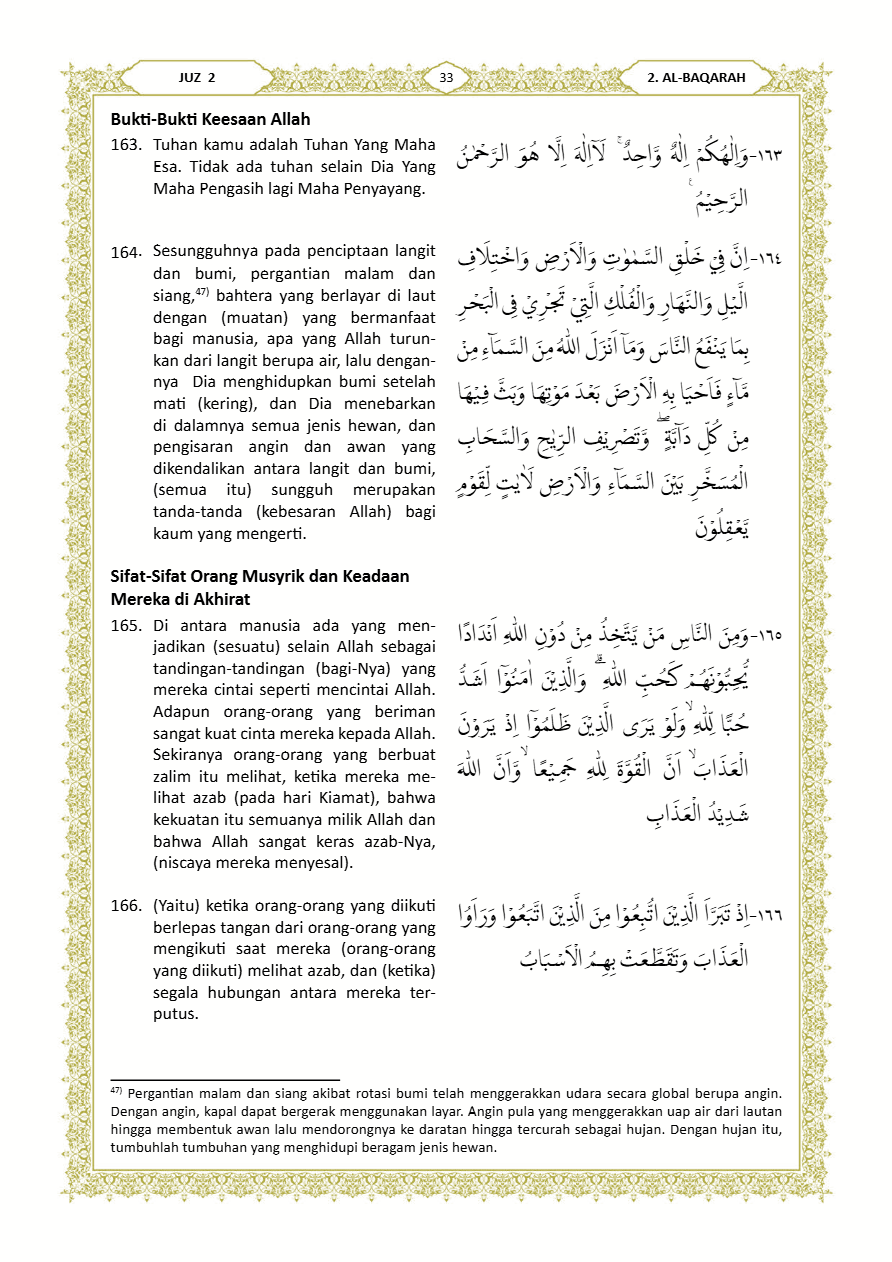 JUZ 2
33
2. AL-BAQARAH
Bukti-Bukti Keesaan Allah
163. Tuhan kamu adalah Tuhan Yang Maha
Esa. Tidak ada tuhan selain Dia Yang
Maha Pengasih lagi Maha Penyayang.
١٦٣-وَاِلٰهُكُمْ اِلٰهٌ وَّاحِدٌۚ لَآاِلٰهَ اِلَّا هُوَ الرَّحْمٰنُ
الرَّحِيْمُ ࣖ
164. Sesungguhnya pada penciptaan langit
dan bumi, pergantian malam dan
siang,47) bahtera yang berlayar di laut
dengan (muatan) yang bermanfaat
bagi manusia, apa yang Allah turun-
kan dari langit berupa air, lalu dengan-
nya Dia menghidupkan bumi setelah
mati (kering), dan Dia menebarkan
di dalamnya semua jenis hewan, dan
pengisaran angin dan awan yang
dikendalikan antara langit dan bumi,
(semua itu) sungguh merupakan
tanda-tanda (kebesaran Allah) bagi
kaum yang mengerti.
١٦٤-اِنَّ فِيْ خَلْقِ السَّمٰوٰتِ وَالْاَرْضِ وَاخْتِلَافِ
الَّيْلِ وَالنَّهَارِ وَالْفُلْكِ الَّتِيْ تَجْرِيْ فِى الْبَحْرِ
بِمَا يَنْفَعُ النَّاسَ وَمَآ اَنْزَلَ اللّٰهُ مِنَ السَّمَاۤءِ مِنْ
مَّاۤءٍ فَاَحْيَا بِهِ الْاَرْضَ بَعْدَ مَوْتِهَا وَبَثَّ فِيْهَا
مِنْ كُلِّ دَاۤبَّةٍۖ وَّتَصْرِيْفِ الرِّيٰحِ وَالسَّحَابِ
الْمُسَخَّرِ بَيْنَ السَّمَاۤءِ وَالْاَرْضِ لَاٰيٰتٍ لِّقَوْمٍ
يَّعْقِلُوْنَ
Sifat-Sifat Orang Musyrik dan Keadaan
Mereka di Akhirat
165. Di antara manusia ada yang men-
jadikan (sesuatu) selain Allah sebagai
tandingan-tandingan (bagi-Nya) yang
mereka cintai seperti mencintai Allah.
Adapun orang-orang yang beriman
sangat kuat cinta mereka kepada Allah.
Sekiranya orang-orang yang berbuat
zalim itu melihat, ketika mereka me-
lihat azab (pada hari Kiamat), bahwa
kekuatan itu semuanya milik Allah dan
bahwa Allah sangat keras azab-Nya,
(niscaya mereka menyesal).
١٦٥-وَمِنَ النَّاسِ مَنْ يَّتَّخِذُ مِنْ دُوْنِ اللّٰهِ اَنْدَادًا
يُّحِبُّوْنَهُمْ كَحُبِّ اللّٰهِ ۗ وَالَّذِيْنَ اٰمَنُوْٓا اَشَدُّ
حُبًّا لِّلّٰهِ ۙوَلَوْ يَرَى الَّذِيْنَ ظَلَمُوْٓا اِذْ يَرَوْنَ
الْعَذَابَۙ اَنَّ الْقُوَّةَ لِلّٰهِ جَمِيْعًا ۙوَّاَنَّ اللّٰهَ
شَدِيْدُ الْعَذَابِ
166. (Yaitu) ketika orang-orang yang diikuti
berlepas tangan dari orang-orang yang
mengikuti saat mereka (orang-orang
yang diikuti) melihat azab, dan (ketika)
segala hubungan antara mereka ter-
putus.
١٦٦-اِذْ تَبَرَّاَ الَّذِيْنَ اتُّبِعُوْا مِنَ الَّذِيْنَ اتَّبَعُوْا وَرَاَوُا
الْعَذَابَ وَتَقَطَّعَتْ بِهِمُ الْاَسْبَابُ
47) Pergantian malam dan siang akibat rotasi bumi telah menggerakkan udara secara global berupa angin.
Dengan angin, kapal dapat bergerak menggunakan layar. Angin pula yang menggerakkan uap air dari lautan
hingga membentuk awan lalu mendorongnya ke daratan hingga tercurah sebagai hujan. Dengan hujan itu,
tumbuhlah tumbuhan yang menghidupi beragam jenis hewan.